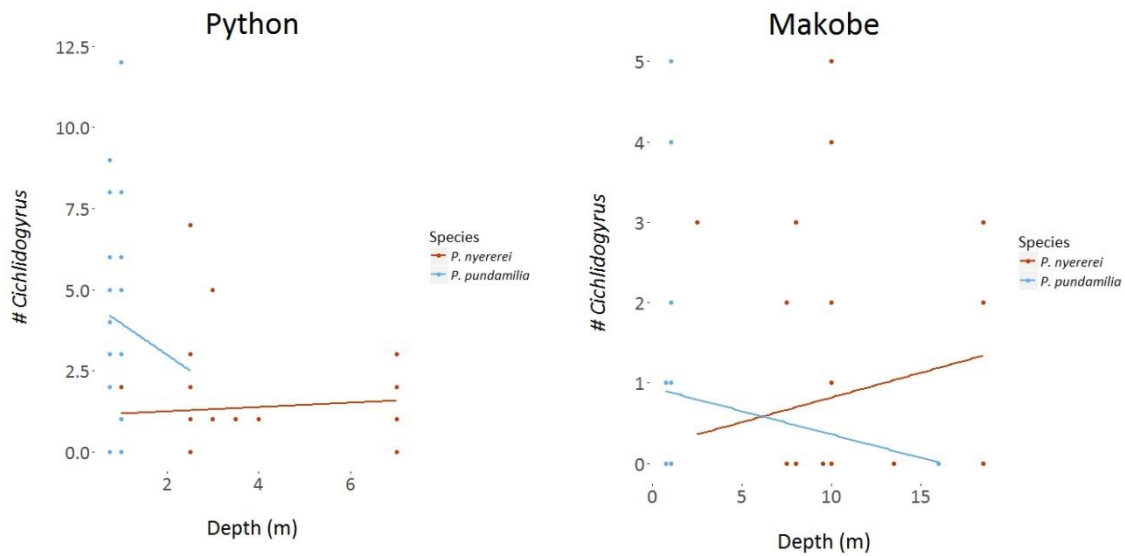 Python
12.5
10.0
7.5
5.0
2.5
0.0
# Cichlidogyrus
2 4 6
Depth (m)
Species
P. nyererei
P. pundamilia
Makobe
5
4
3
2
1
0
# Cichlidogyrus
0 5 10 15
Depth (m)
Species
P. nyererei
P. pundamilia